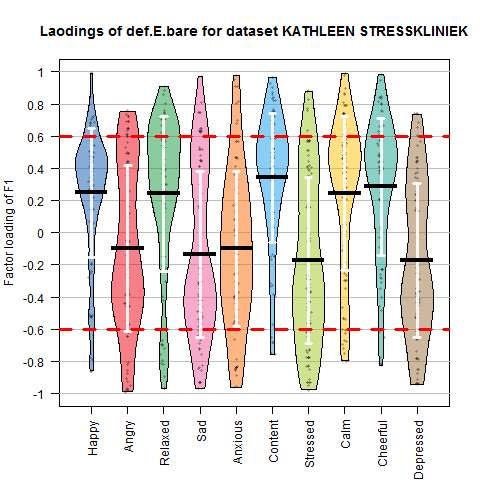 Laodings of def.E.bare for dataset KATHLEEN STRESSKLINIEK
Factor loading of F1
1
0.8
0.6
0.4
0.2
0
-0.2
-0.4
-0.6
-0.8
-1
Happy
Angry
Relaxed
Sad
Anxious
Content
Stressed
Calm
Cheerful
Depressed